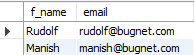 f_name email
Rudolf rudolf@bugnet.com
Manish manish@bugnet.com